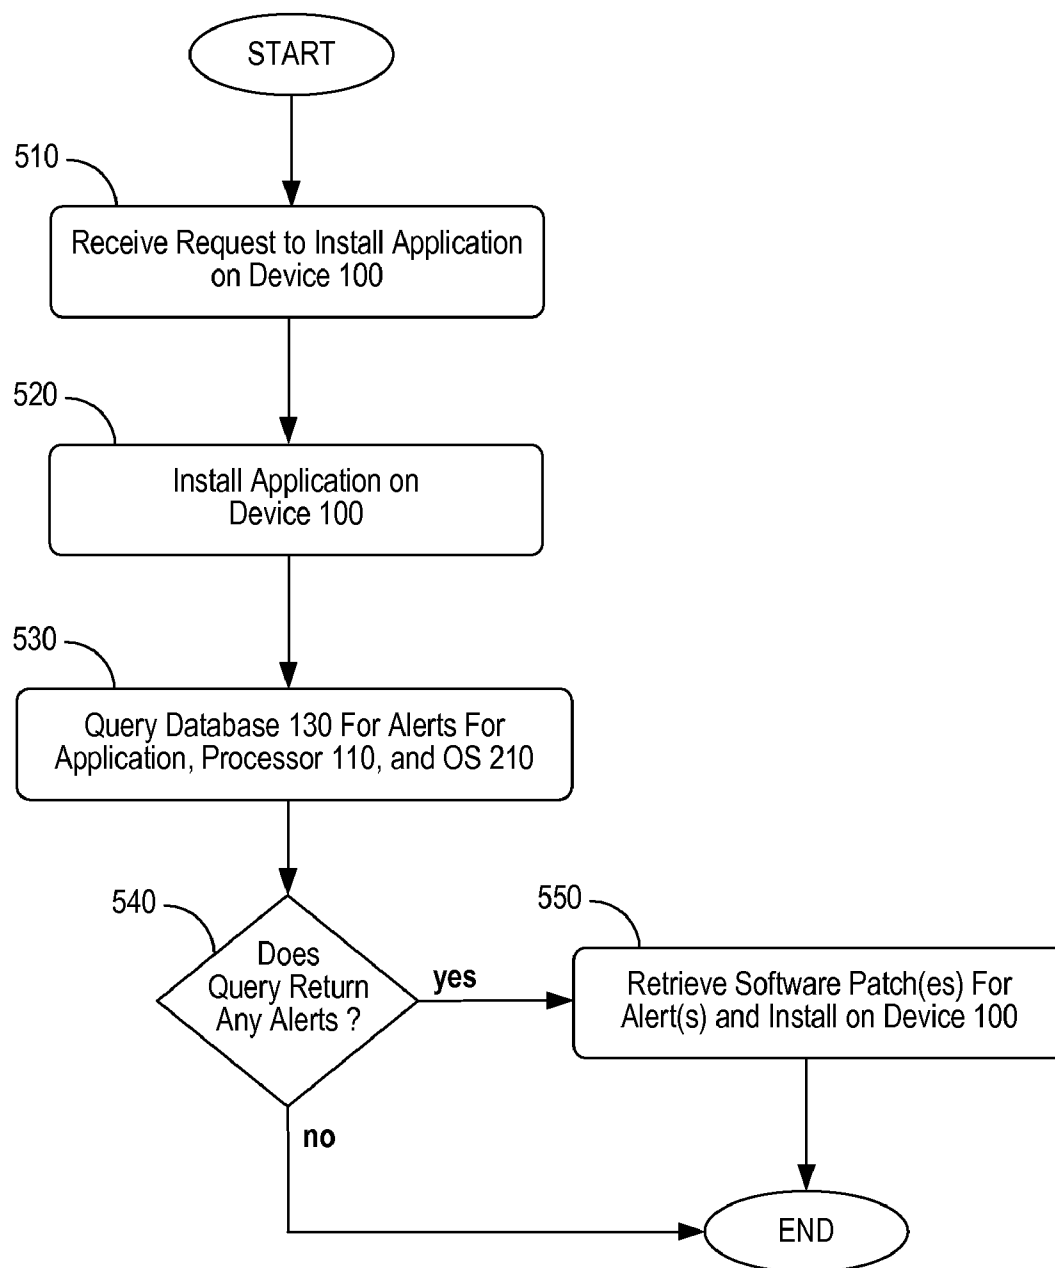 START
510
Receive Request to Install Application
on Device 100
520
Install Application on
Device 100
530
Query Database 130 For Alerts For
Application, Processor 110, and OS 210
540
Does
Query Return
Any Alerts ?
yes
550
Retrieve Software Patch(es) For
Alert(s) and Install on Device 100
no
END